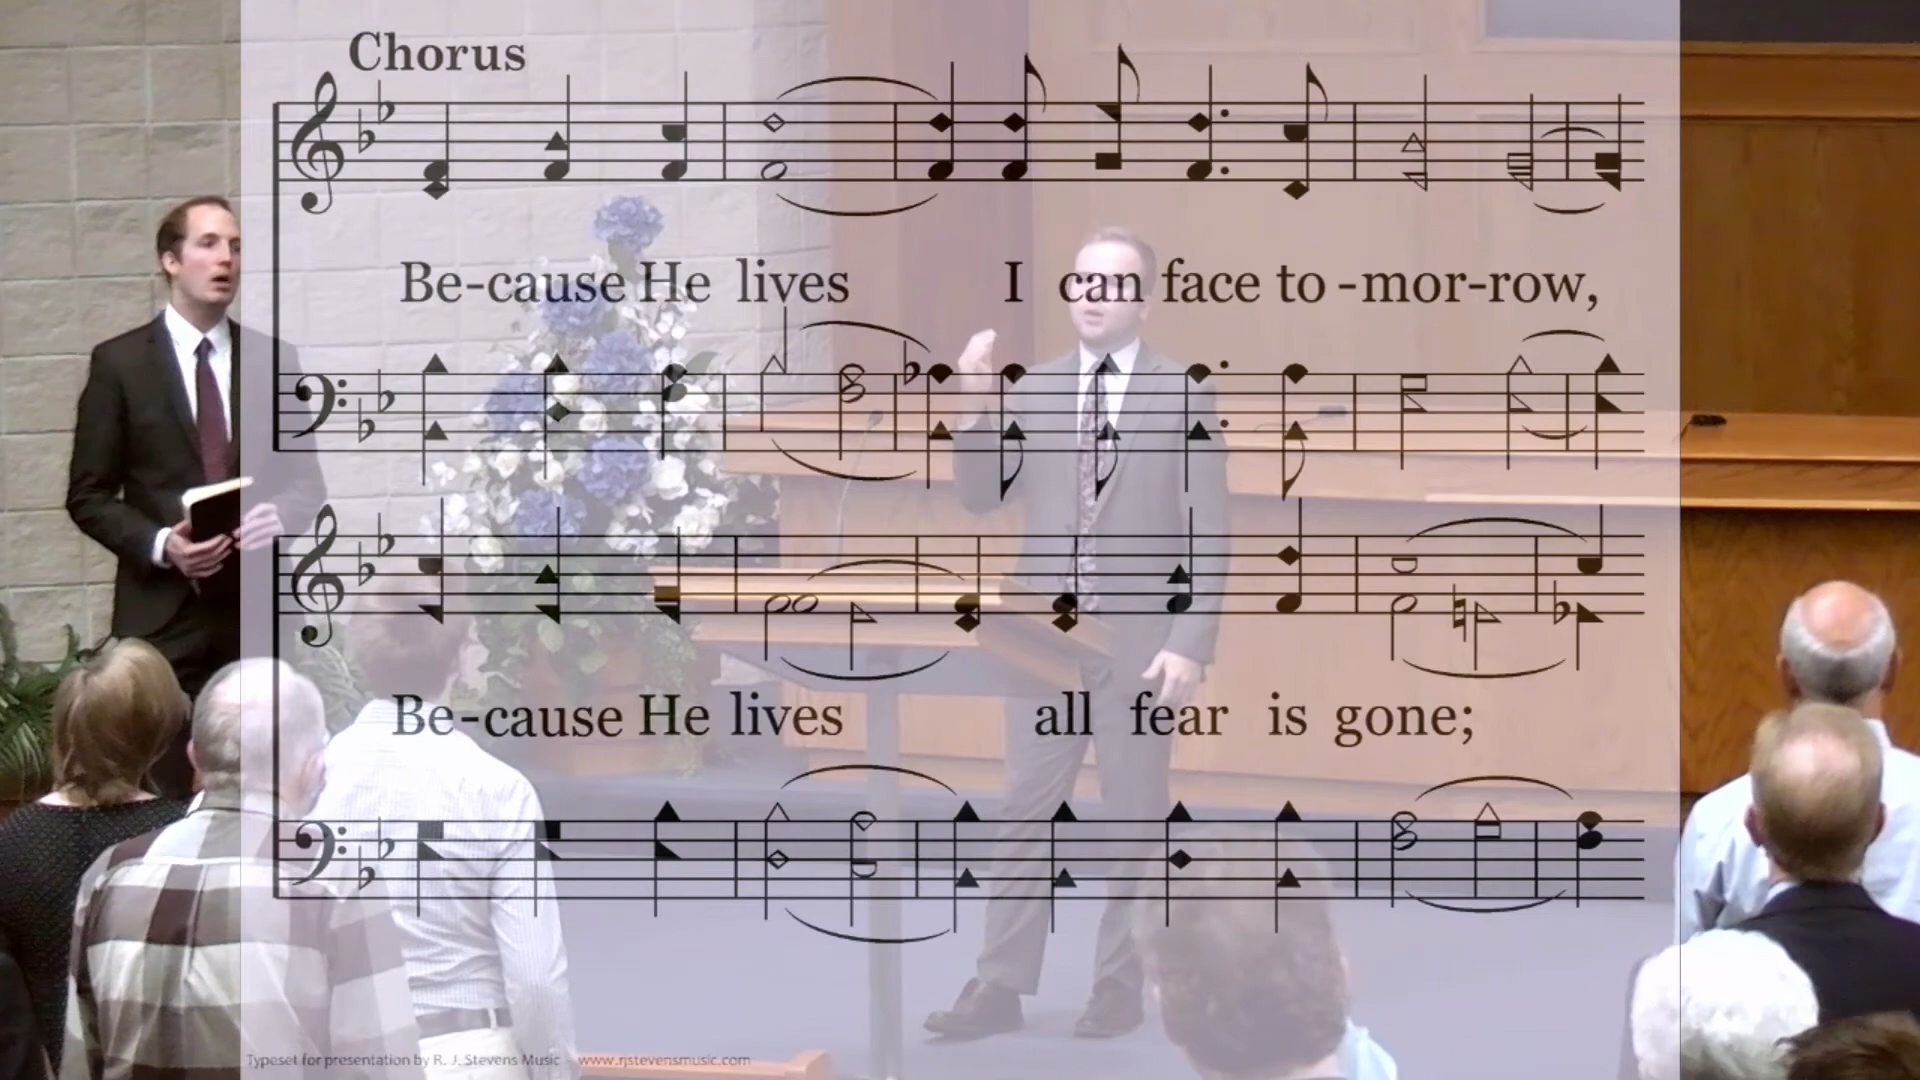 Chorus
Be-cause He lives I can face to-mor-row,
Be-cause He lives all fear is gone;
Typeset for presentation by R. J. Stevens Music - www.rjstevensmusic.com